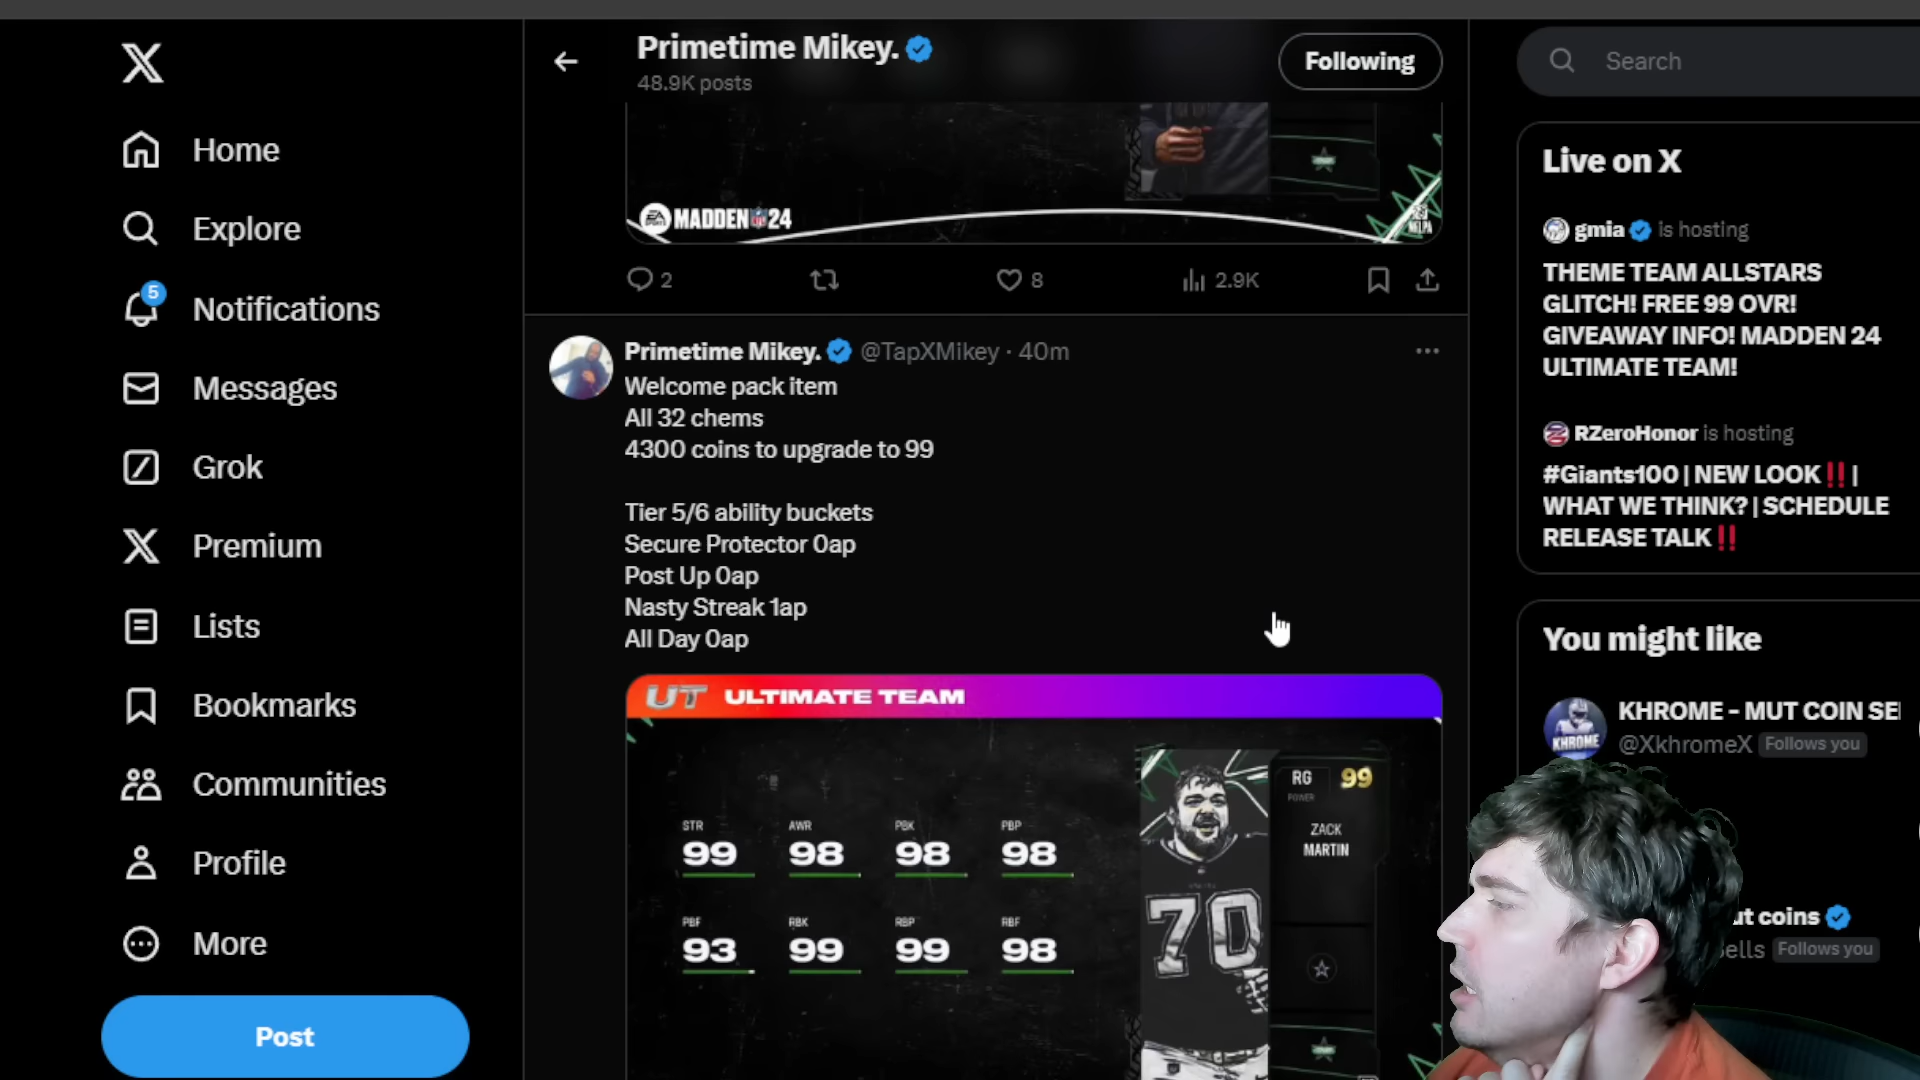 Home
Explore
5
Notifications
Messages
Grok
Premium
Lists
Bookmarks
Communities
Profile
More
Post
Primetime Mikey.
48.9K posts
Following
EA SPORTS
MADDEN NFL 24
NFLPA
2
8
2.9K
Primetime Mikey. @TapXMikey · 40m
Welcome pack item
All 32 chems
4300 coins to upgrade to 99
Tier 5/6 ability buckets
Secure Protector 0ap
Post Up 0ap
Nasty Streak 1ap
All Day 0ap
UT ULTIMATE TEAM
STR AWR PBK PBP
99 98 98 98
PBF RBK RBP RBF
93 99 99 98
70
RG 99
POWER
ZACK
MARTIN
Search
Live on X
gmia is hosting
THEME TEAM ALLSTARS
GLITCH! FREE 99 OVR!
GIVEAWAY INFO! MADDEN 24
ULTIMATE TEAM!
RZeroHonor is hosting
#Giants100 | NEW LOOK‼️ |
WHAT WE THINK? | SCHEDULE
RELEASE TALK‼️
You might like
KHROME
KHROME - MUT COIN SE
@XkhromeX Follows you
ut coins
ells Follows you